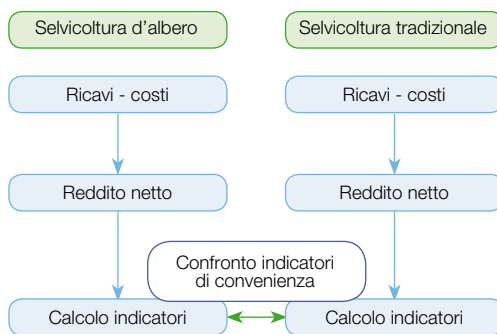 Selvicoltura d'albero
Selvicoltura tradizionale
Ricavi - costi
Ricavi - costi
Reddito netto
Reddito netto
Confronto indicatori
di convenienza
Calcolo indicatori
Calcolo indicatori